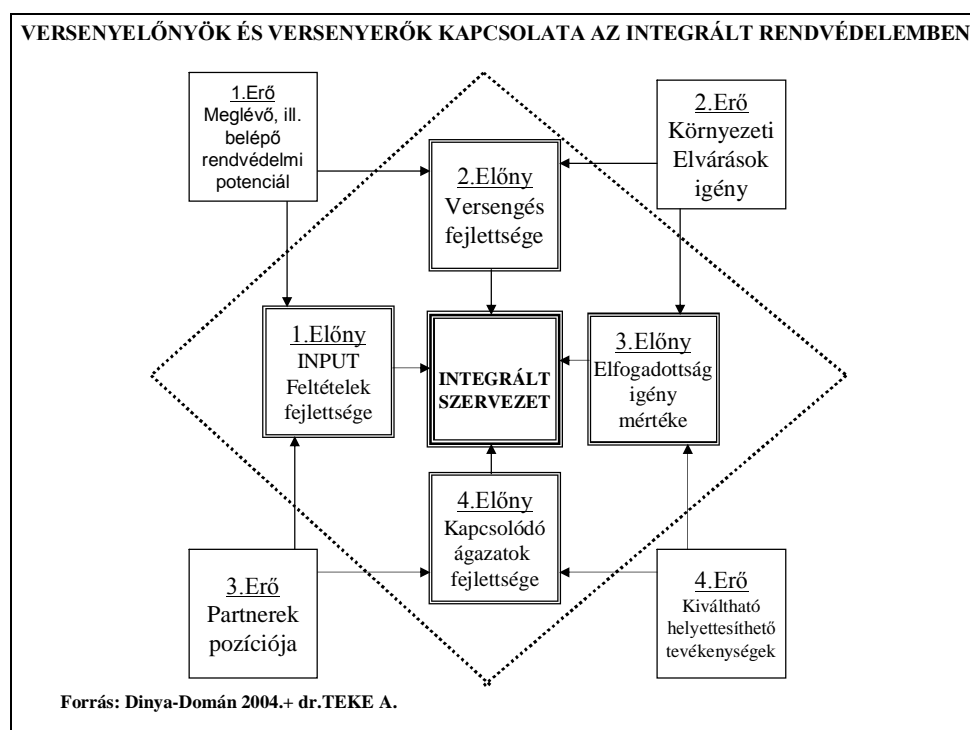 VERSENYELŐNYÖK ÉS VERSENYERŐK KAPCSOLATA AZ INTEGRÁLT RENDVÉDELEMBEN
1.Erő
Meglévő, ill.
belépő
rendvédelmi
potenciál
2.Erő
Környezeti
Elvárások
igény
2.Előny
Versengés
fejlettsége
1.Előny
INPUT
Feltételek
fejlettsége
INTEGRÁLT
SZERVEZET
3.Előny
Elfogadottság
igény
mértéke
4.Előny
Kapcsolódó
ágazatok
fejlettsége
3.Erő
Partnerek
pozíciója
4.Erő
Kiváltható
helyettesíthető
tevékenységek
Forrás: Dinya-Domán 2004.+ dr.TEKE A.